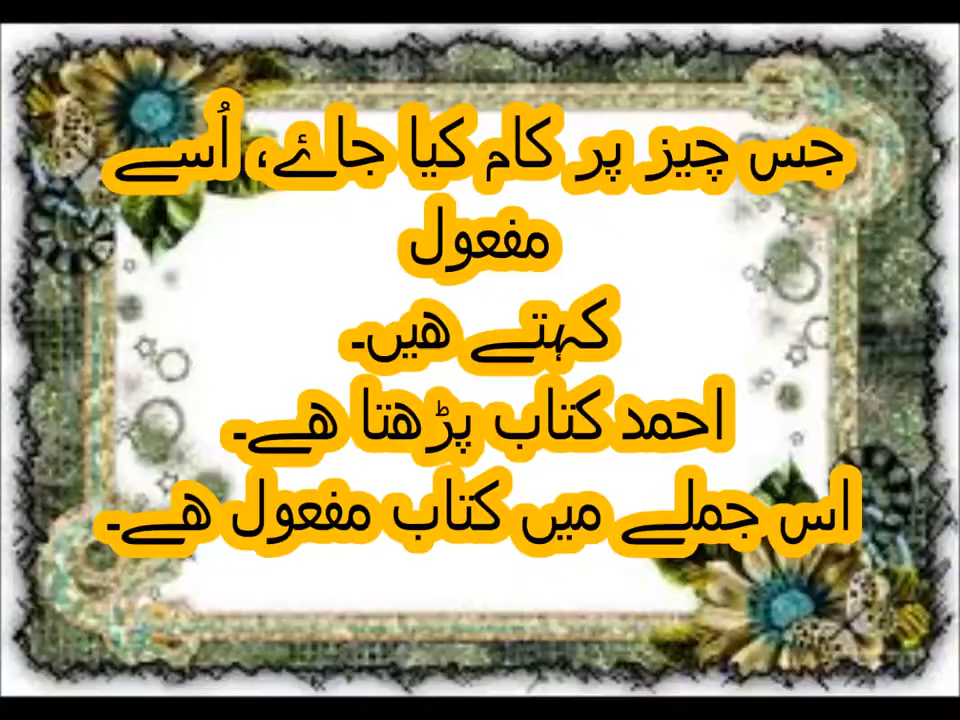 جس چیز پر کام کیا جاۓ، اُسے
مفعول
کہتے ھیں۔
احمد کتاب پڑھتا ھے۔
اس جملے میں کتاب مفعول ھے۔